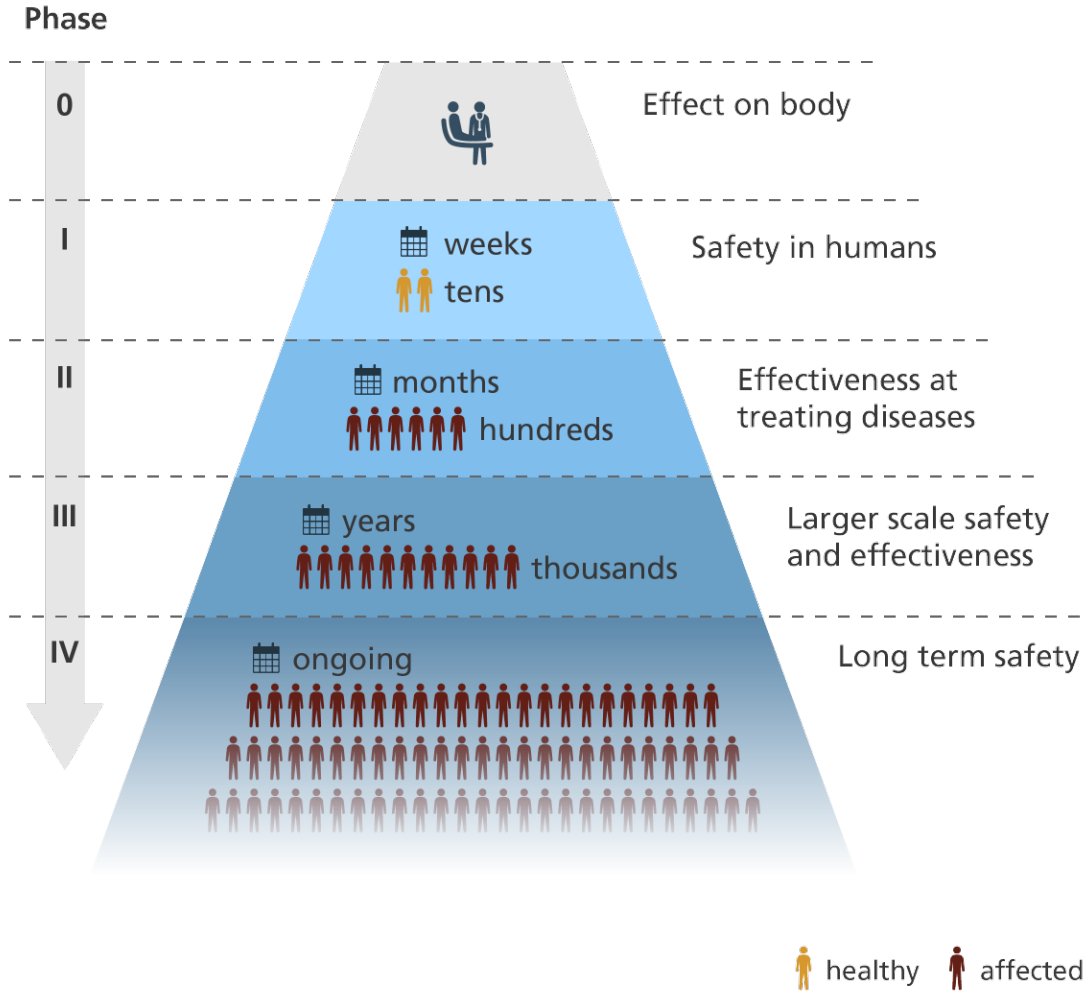 Phase
0
Effect on body
I
weeks
tens
Safety in humans
II
months
hundreds
Effectiveness at
treating diseases
III
years
thousands
Larger scale safety
and effectiveness
IV
ongoing
Long term safety
healthy
affected